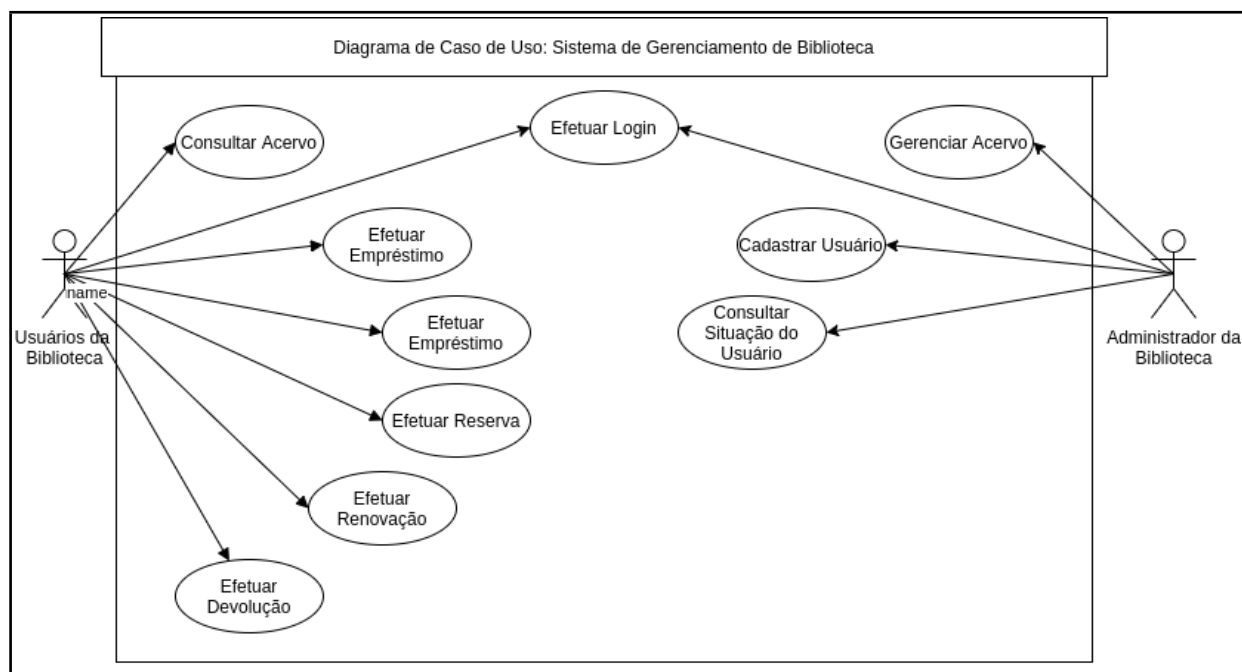 Diagrama de Caso de Uso: Sistema de Gerenciamento de Biblioteca
Consultar Acervo
Efetuar Login
Gerenciar Acervo
Efetuar
Empréstimo
Cadastrar Usuário
name
Usuários da
Biblioteca
Efetuar
Empréstimo
Consultar
Situação do
Usuário
Administrador da
Biblioteca
Efetuar Reserva
Efetuar
Renovação
Efetuar
Devolução